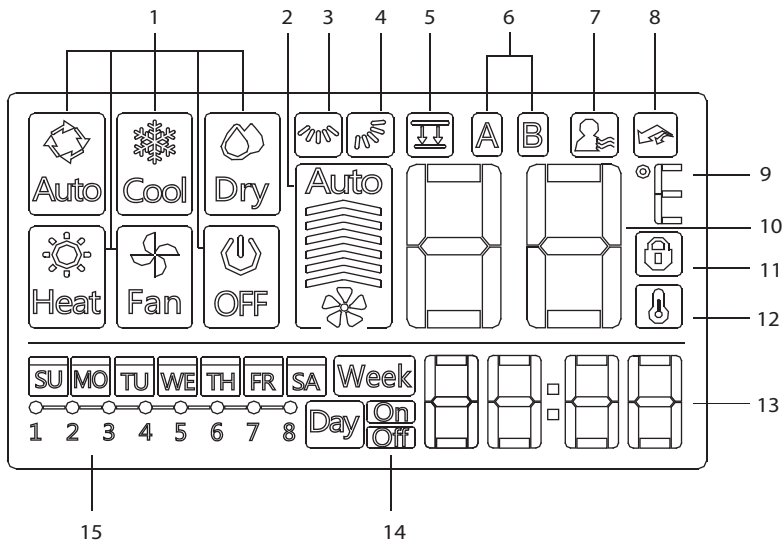 1 2 3 4 5 6 7 8
A B
Auto Cool Dry Auto
9
10
11
Heat Fan OFF
12
SU MO TU WE TH FR SA Week 88:88
13
On
Day
Off
1 2 3 4 5 6 7 8
15 14